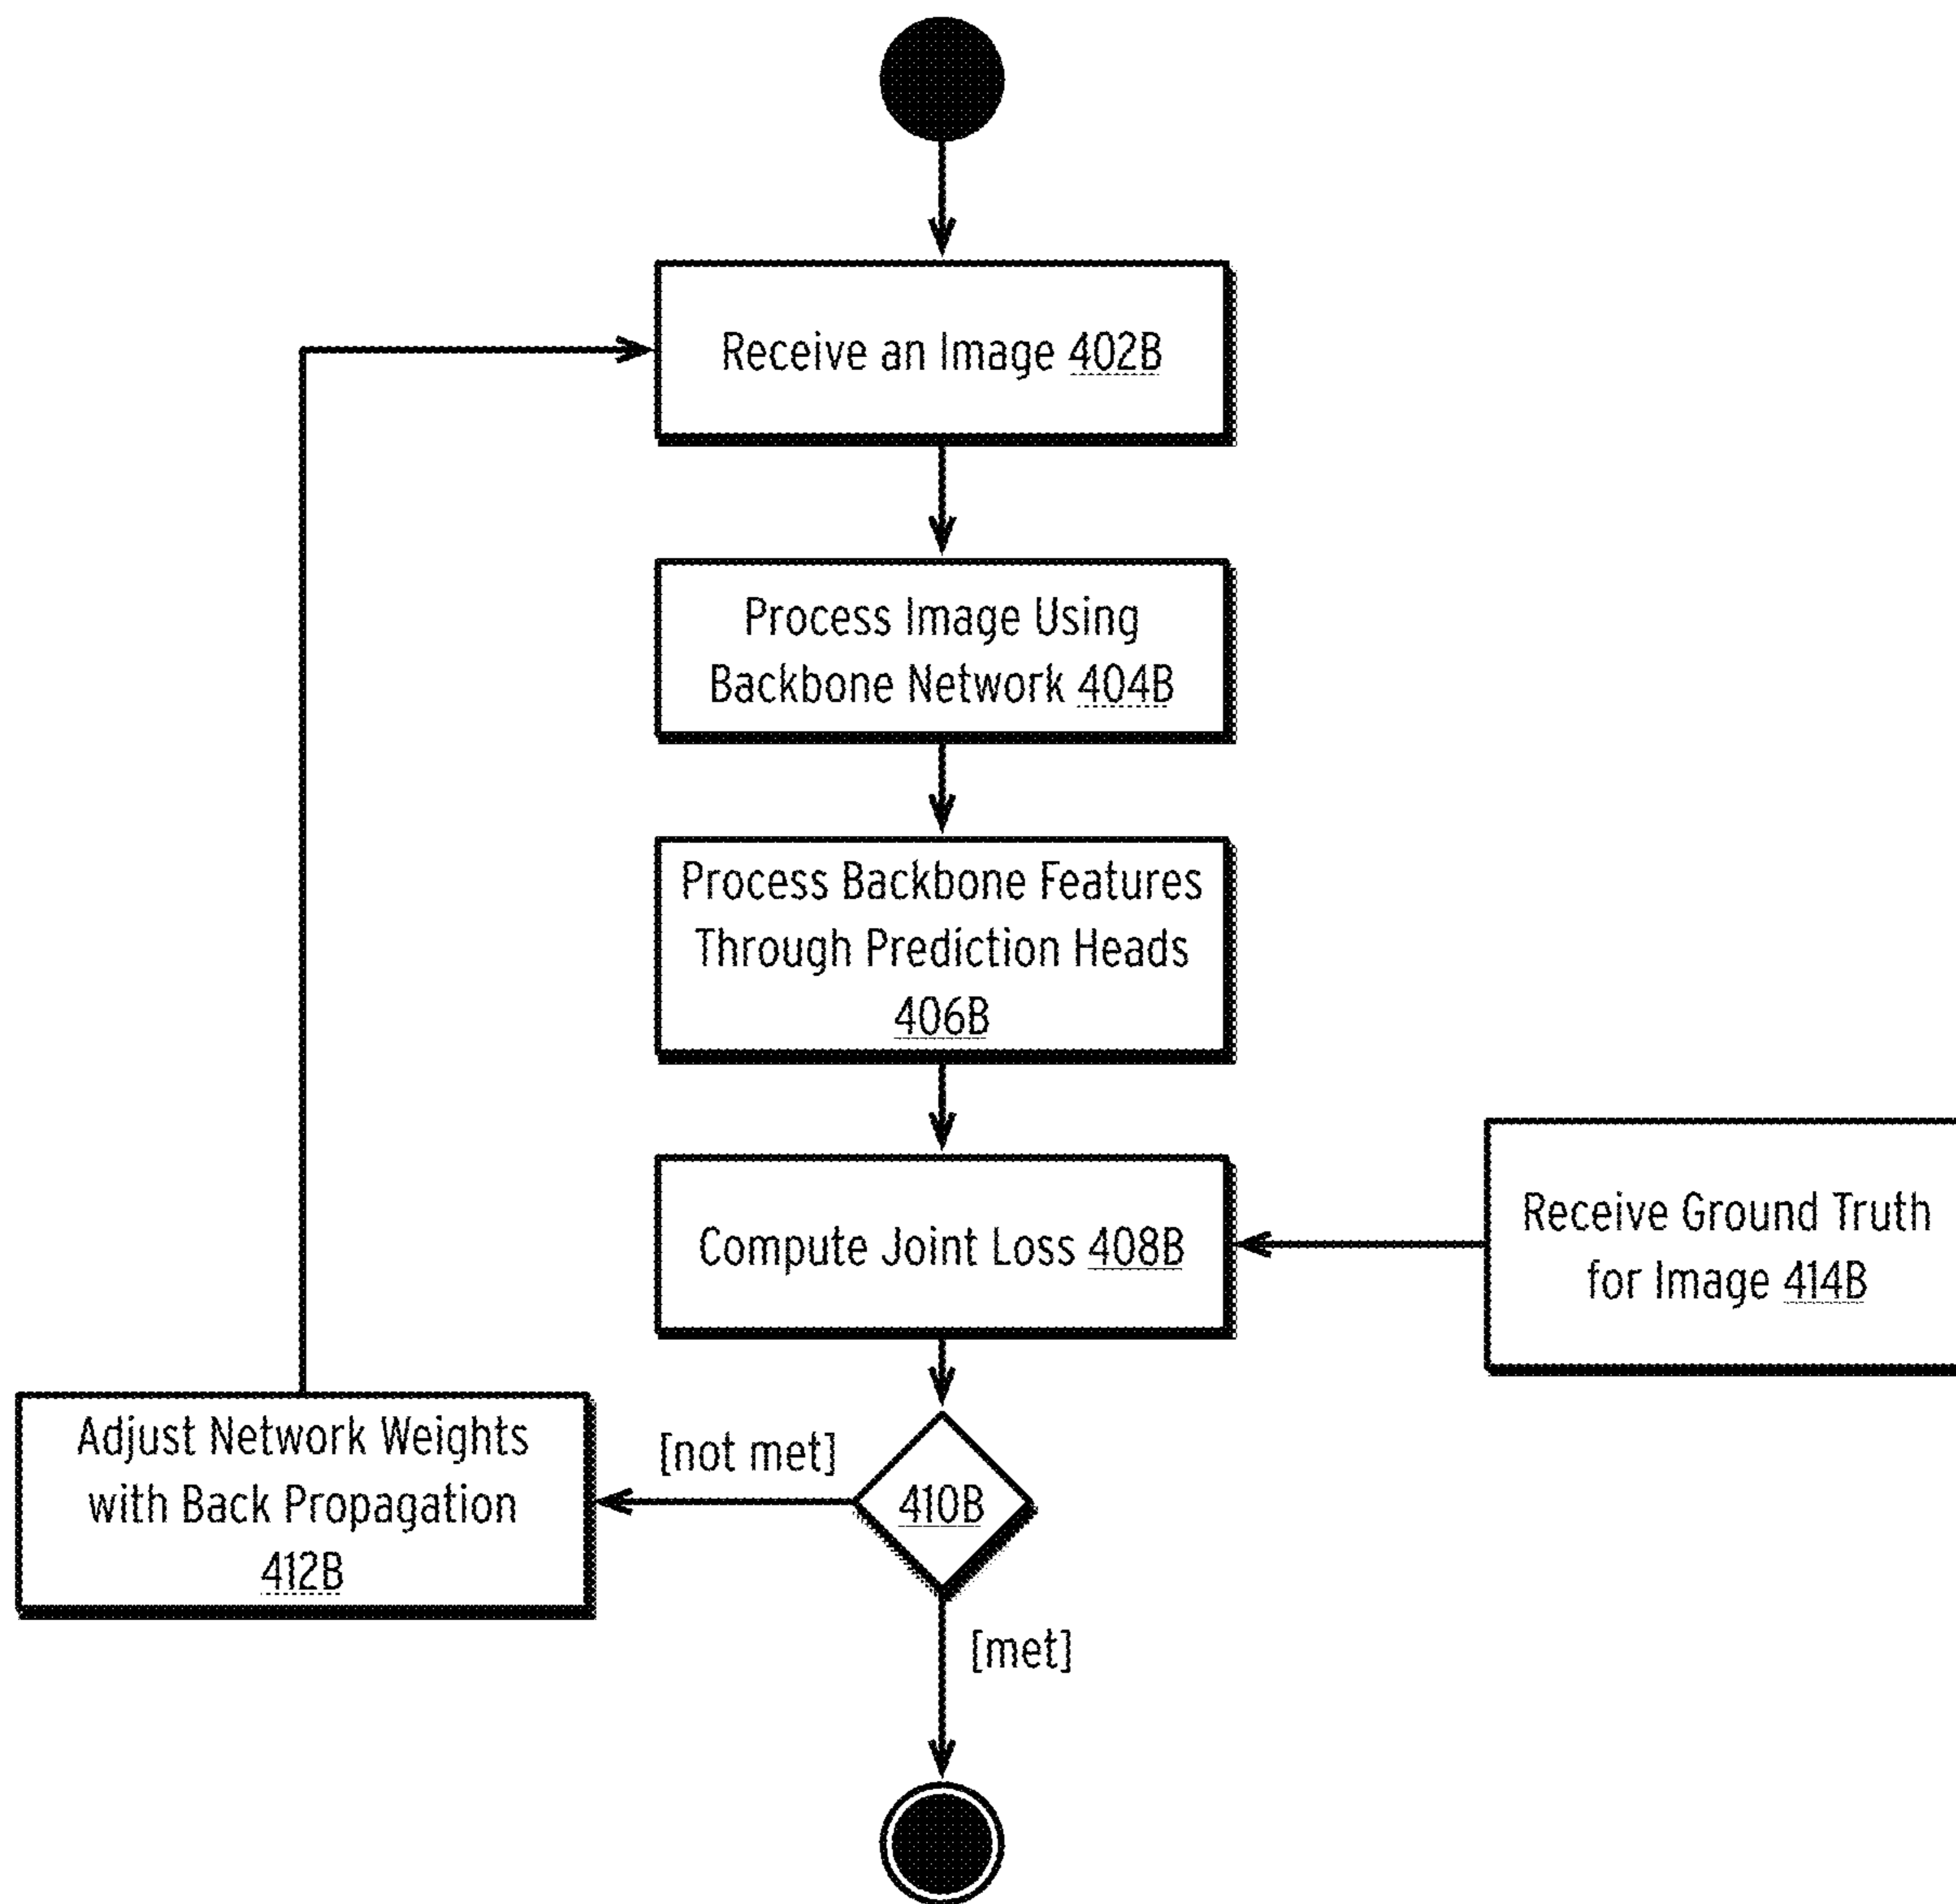 Receive an Image 402B
Process Image Using
Backbone Network 404B
Process Backbone Features
Through Prediction Heads
406B
Compute Joint Loss 408B
Receive Ground Truth
for Image 414B
Adjust Network Weights
with Back Propagation
412B
[not met]
410B
[met]